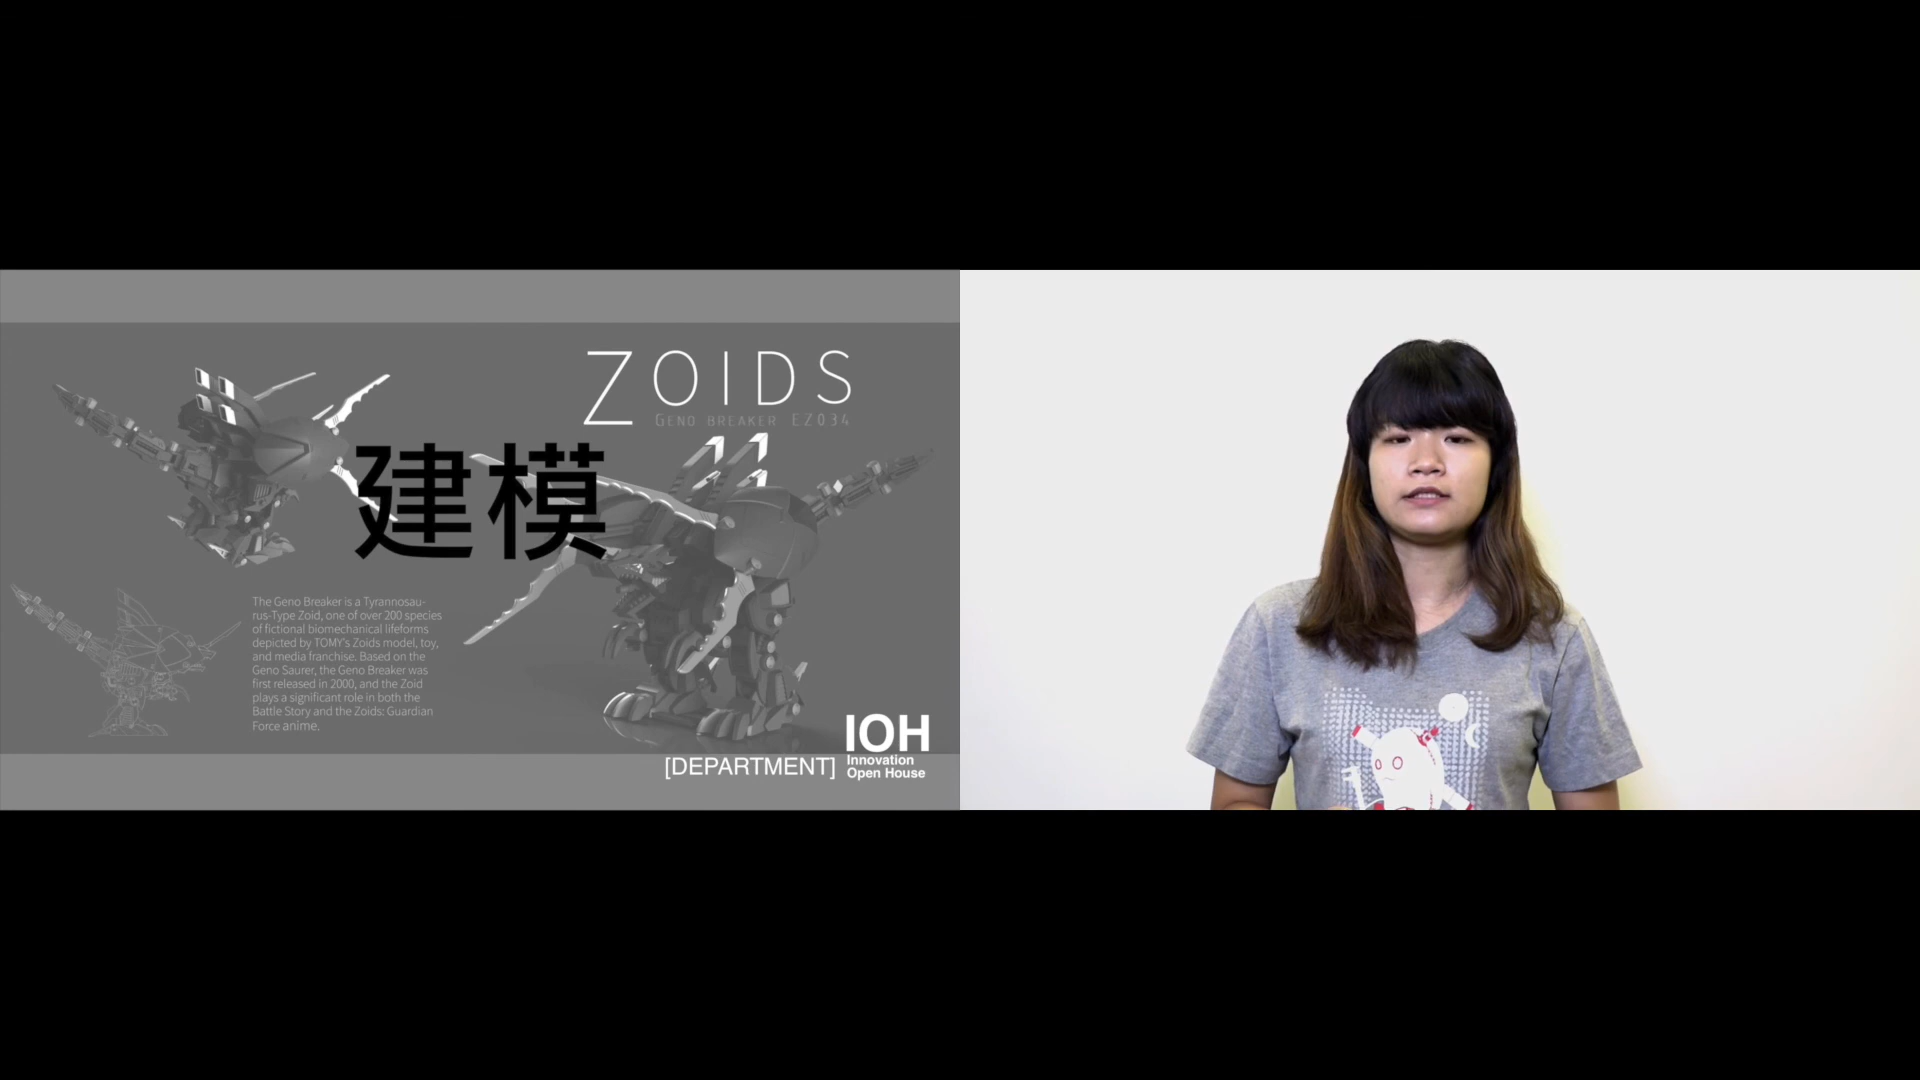 ZOIDS
GENO BREAKER EZ034
建模
The Geno Breaker is a Tyrannosau-
rus-Type Zoid, one of over 200 species
of fictional biomechanical lifeforms
depicted by TOMY's Zoids model, toy,
and media franchise. Based on the
Geno Saurer, the Geno Breaker was
first released in 2000, and the Zoid
plays a significant role in both the
Battle Story and the Zoids: Guardian
Force anime.
[DEPARTMENT]
IOH
Innovation
Open House